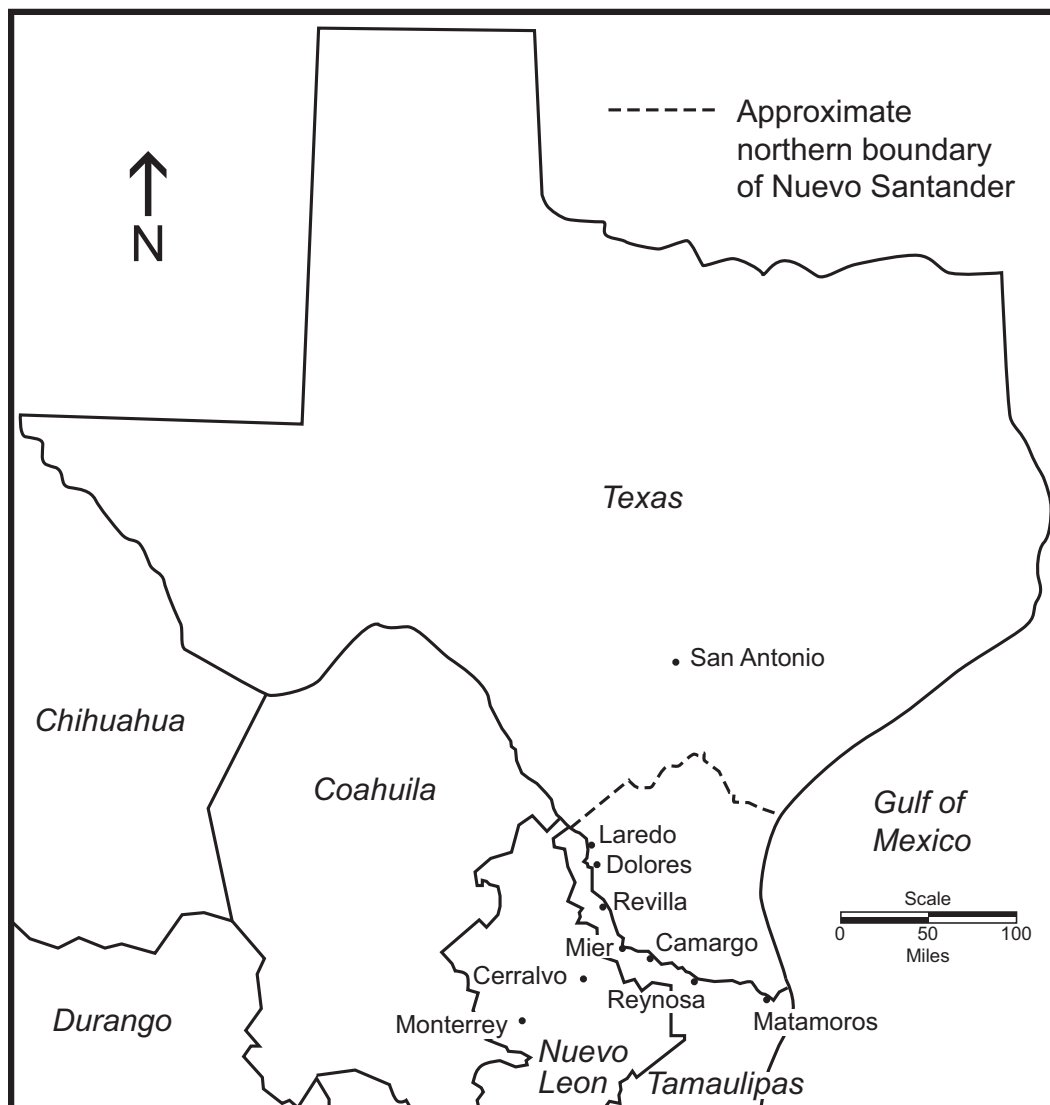 Approximate
northern boundary
of Nuevo Santander
N
Texas
San Antonio
Chihuahua
Coahuila
Gulf of
Mexico
Laredo
Dolores
Revilla
Scale
0 50 100
Miles
Mier
Camargo
Cerralvo
Reynosa
Durango
Monterrey
Matamoros
Nuevo
Leon
Tamaulipas